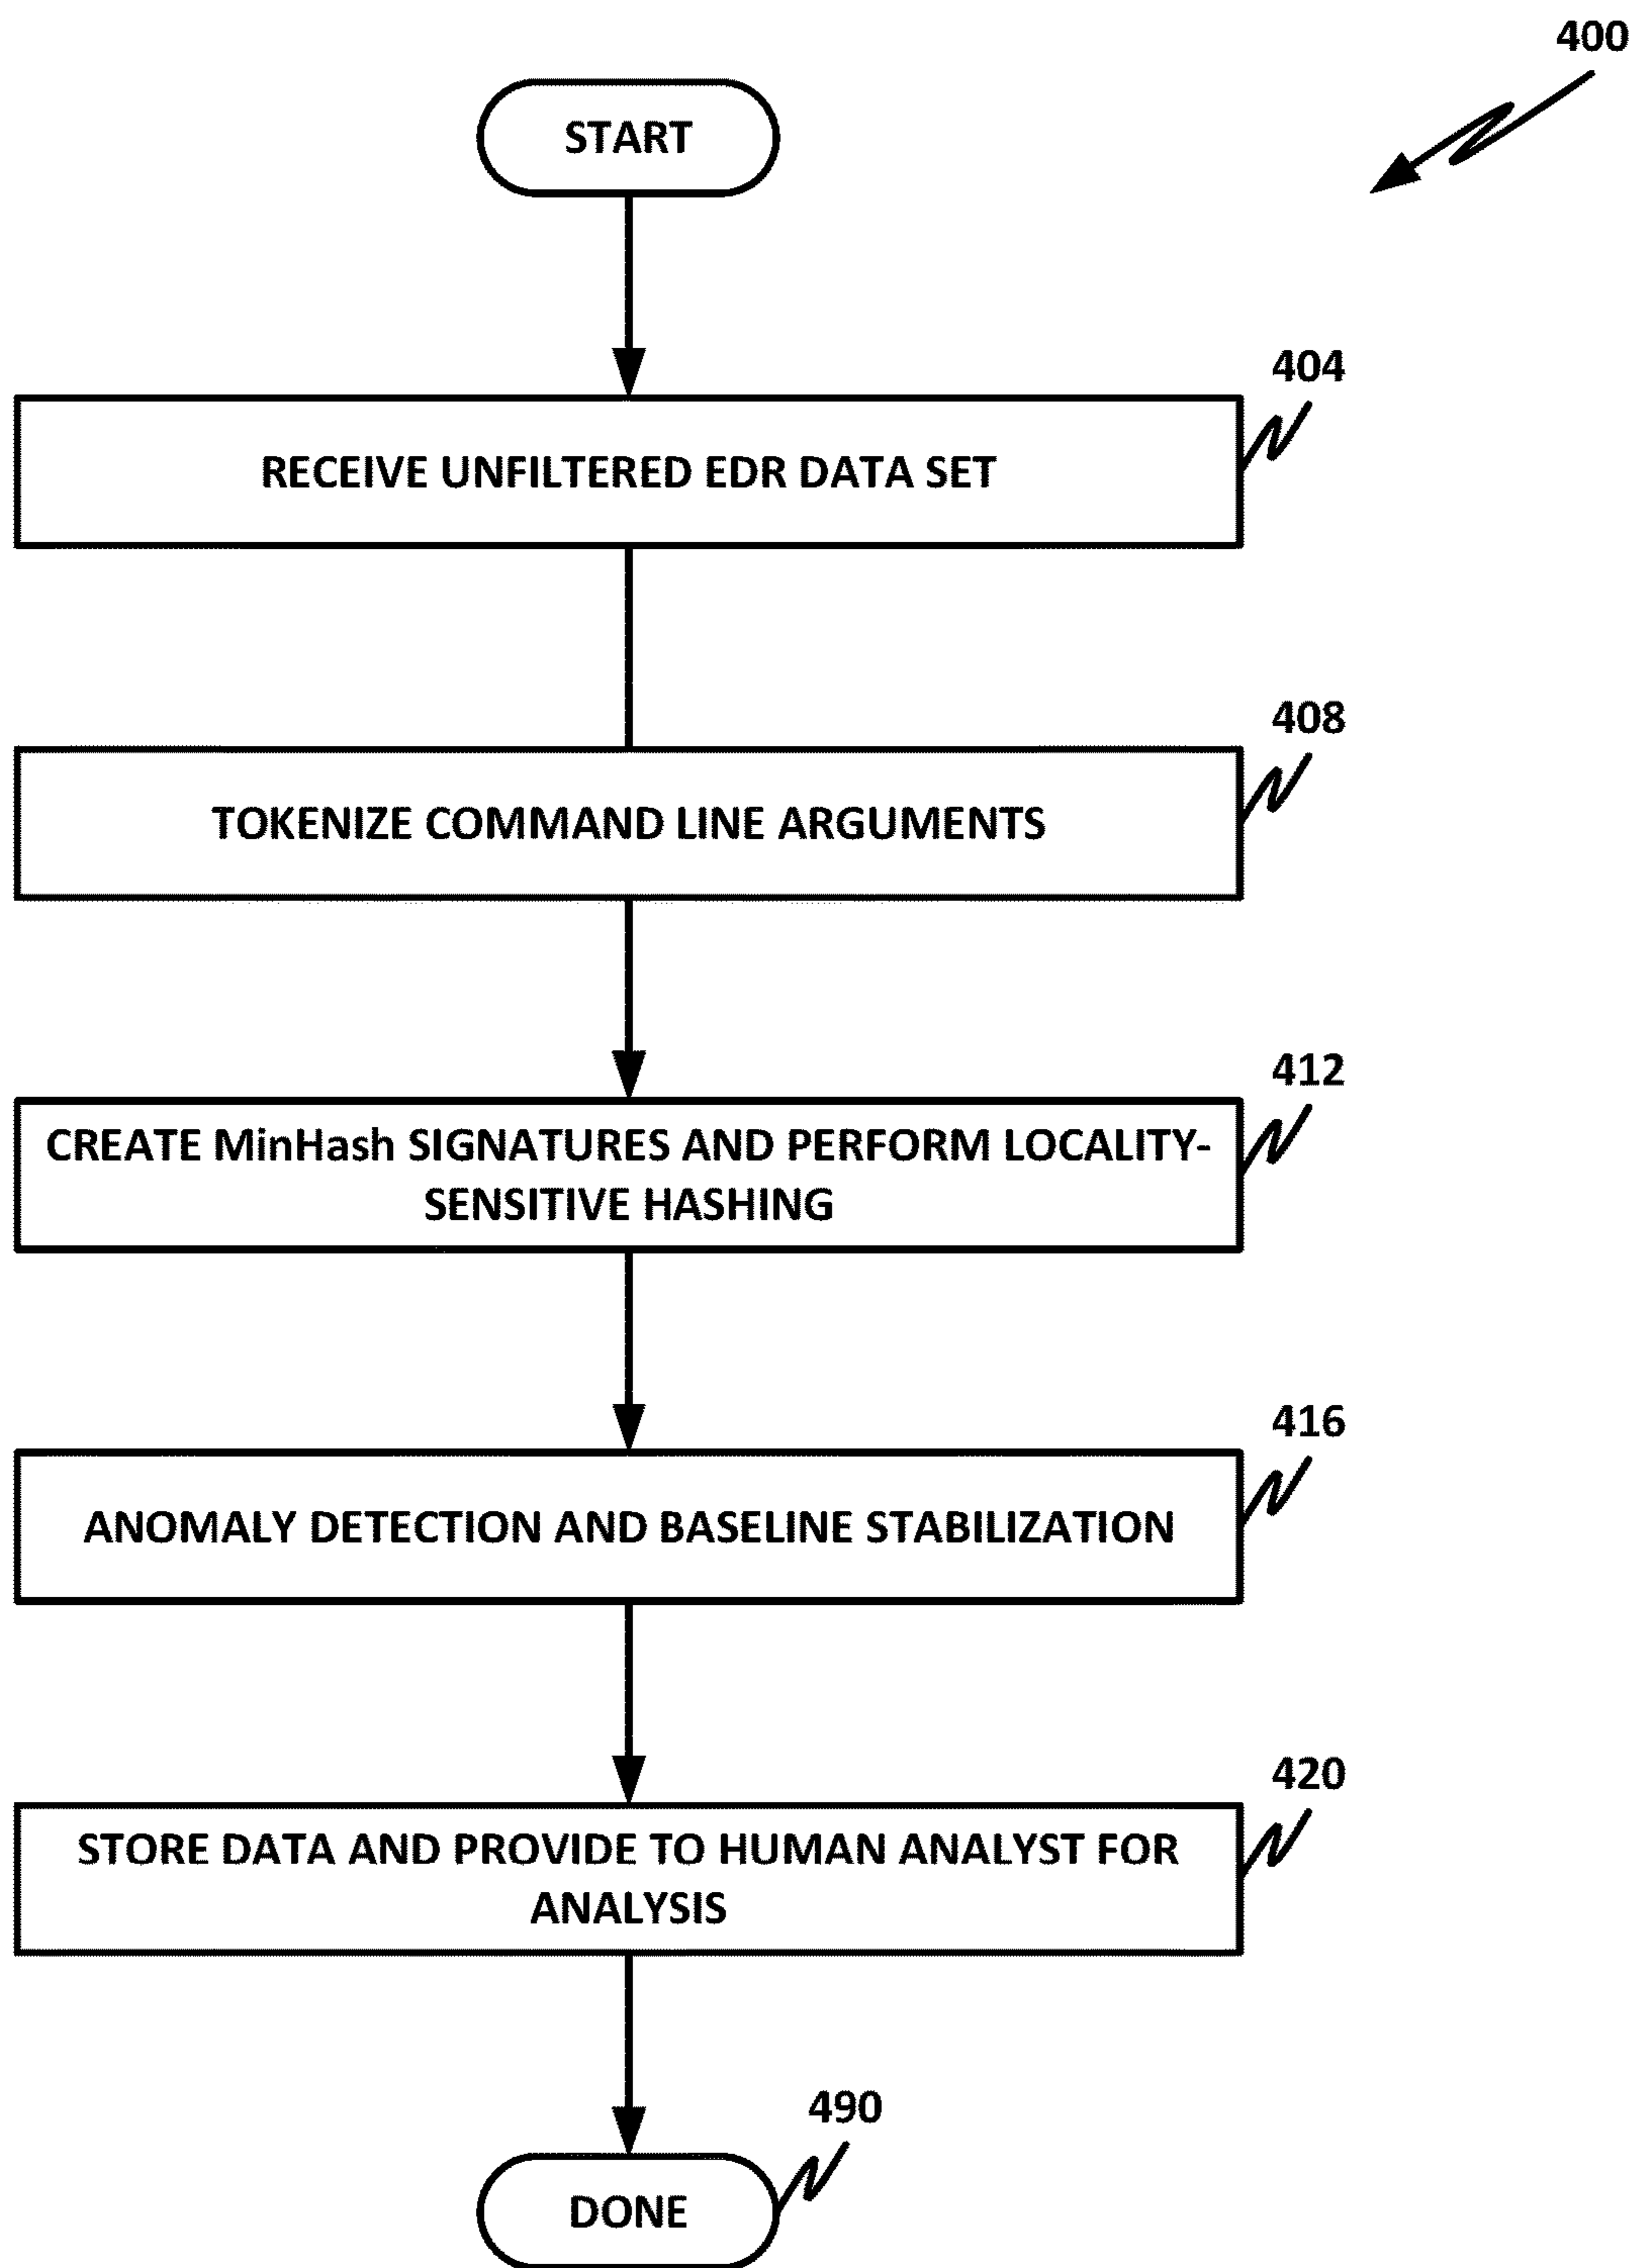 400
START
404
RECEIVE UNFILTERED EDR DATA SET
408
TOKENIZE COMMAND LINE ARGUMENTS
412
CREATE MinHash SIGNATURES AND PERFORM LOCALITY-
SENSITIVE HASHING
416
ANOMALY DETECTION AND BASELINE STABILIZATION
420
STORE DATA AND PROVIDE TO HUMAN ANALYST FOR
ANALYSIS
490
DONE